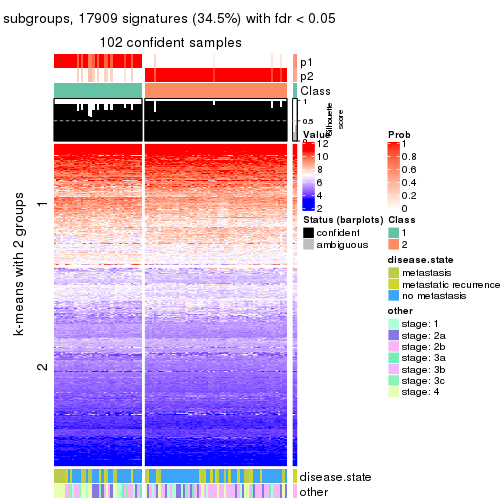 subgroups, 17909 signatures (34.5%) with fdr < 0.05
102 confident samples
p1
p2
Class
1
0.5
0
Silhouette
score
k-means with 2 groups
1
2
Value
12
10
8
6
4
2
Prob
1
0.8
0.6
0.4
0.2
0
Status (barplots)
confident
ambiguous
Class
1
2
disease.state
metastasis
metastatic recurrence
no metastasis
other
stage: 1
stage: 2a
stage: 2b
stage: 3a
stage: 3b
stage: 3c
stage: 4
disease.state
other